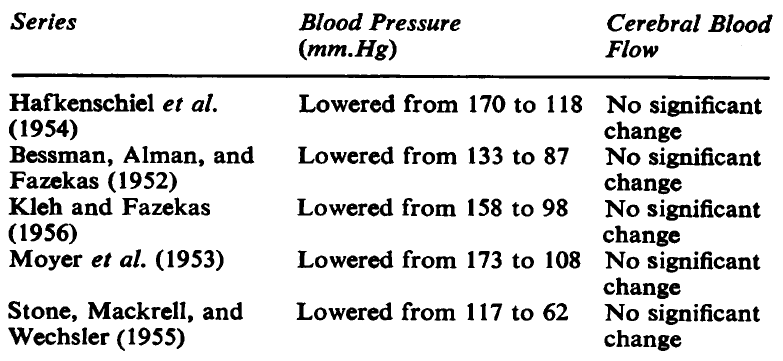 Series Blood Pressure Cerebral Blood
(mm.Hg) Flow
Hafkenschiel et al. Lowered from 170 to 118 No significant
(1954) change
Bessman, Alman, and Lowered from 133 to 87 No significant
Fazekas (1952) change
Kleh and Fazekas Lowered from 158 to 98 No significant
(1956) change
Moyer et al. (1953) Lowered from 173 to 108 No significant
change
Stone, Mackrell, and Lowered from 117 to 62 No significant
Wechsler (1955) change